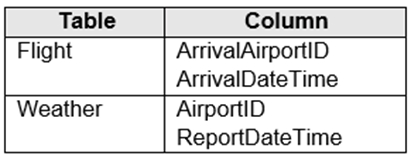 Table Column
Flight ArrivalAirportID
ArrivalDateTime
Weather AirportID
ReportDateTime